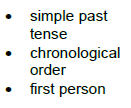 • simple past
tense
• chronological
order
• first person